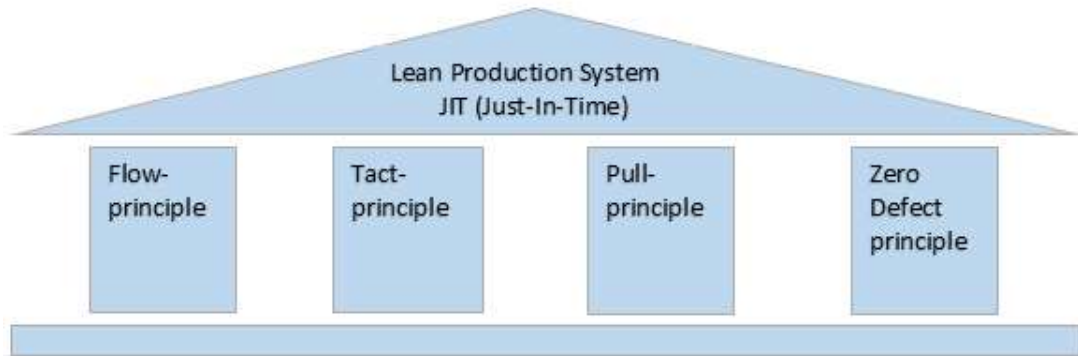 Lean Production System
JIT (Just-In-Time)
Flow-
principle
Tact-
principle
Pull-
principle
Zero
Defect
principle